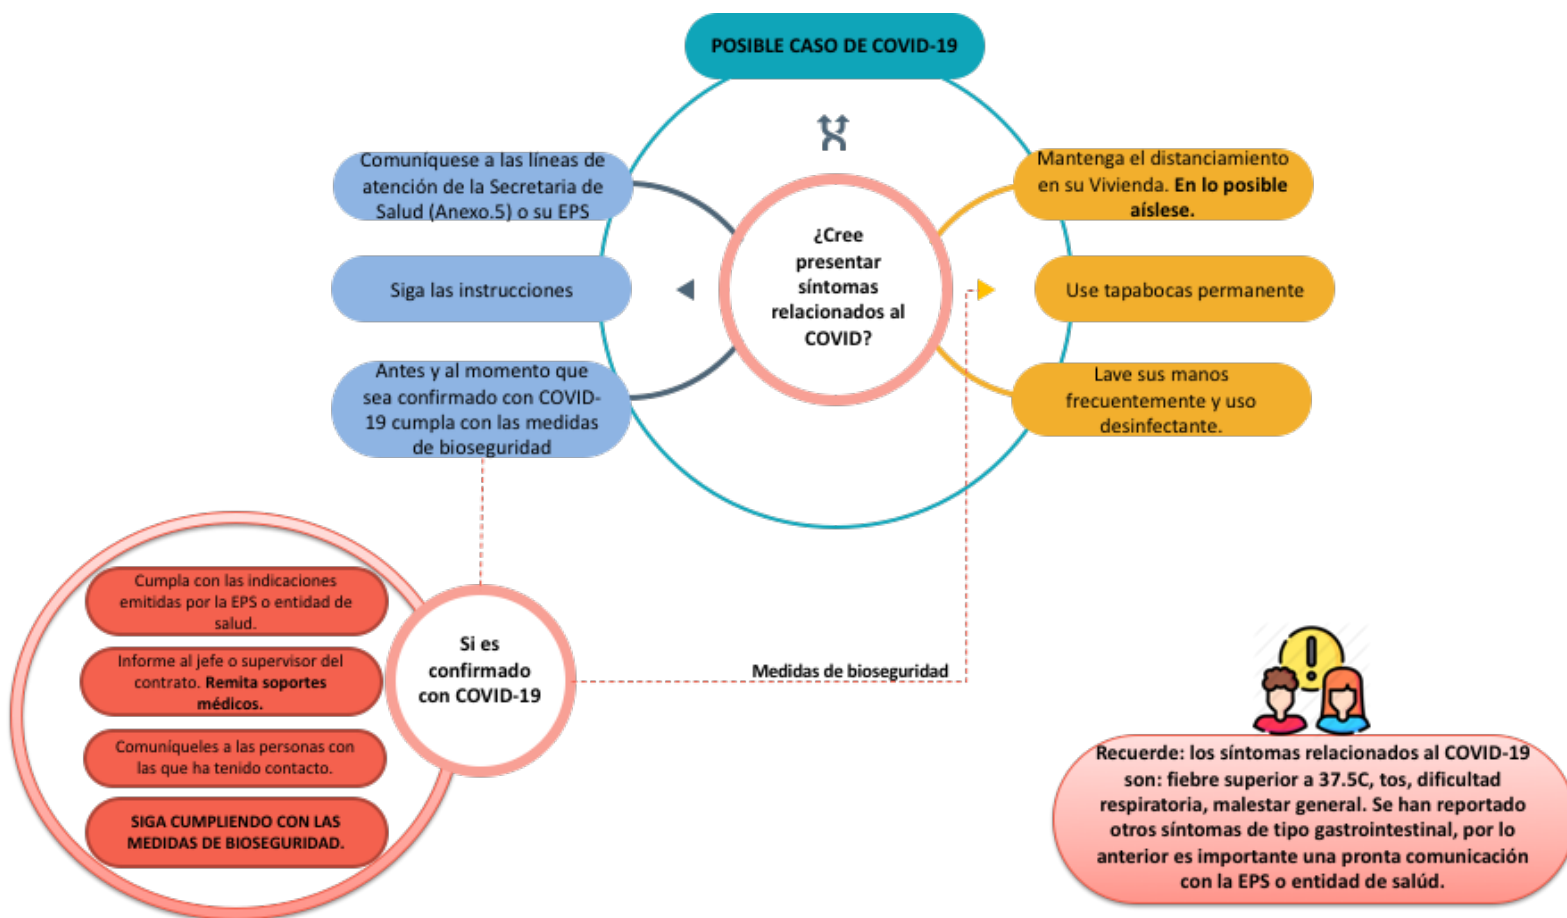 POSIBLE CASO DE COVID-19
Comuníquese a las líneas de
atención de la Secretaria de
Salud (Anexo.5) o su EPS
Siga las instrucciones
Antes y al momento que
sea confirmado con COVID-
19 cumpla con las medidas
de bioseguridad
¿Cree
presentar
síntomas
relacionados al
COVID?
Mantenga el distanciamiento
en su Vivienda. En lo posible
aíslese.
Use tapabocas permanente
Lave sus manos
frecuentemente y uso
desinfectante.
Cumpla con las indicaciones
emitidas por la EPS o entidad de
salud.
Informe al jefe o supervisor del
contrato. Remita soportes
médicos.
Comuníqueles a las personas con
las que ha tenido contacto.
SIGA CUMPLIENDO CON LAS
MEDIDAS DE BIOSEGURIDAD.
Si es
confirmado
con COVID-19
Medidas de bioseguridad
Recuerde: los síntomas relacionados al COVID-19
son: fiebre superior a 37.5C, tos, dificultad
respiratoria, malestar general. Se han reportado
otros síntomas de tipo gastrointestinal, por lo
anterior es importante una pronta comunicación
con la EPS o entidad de salúd.